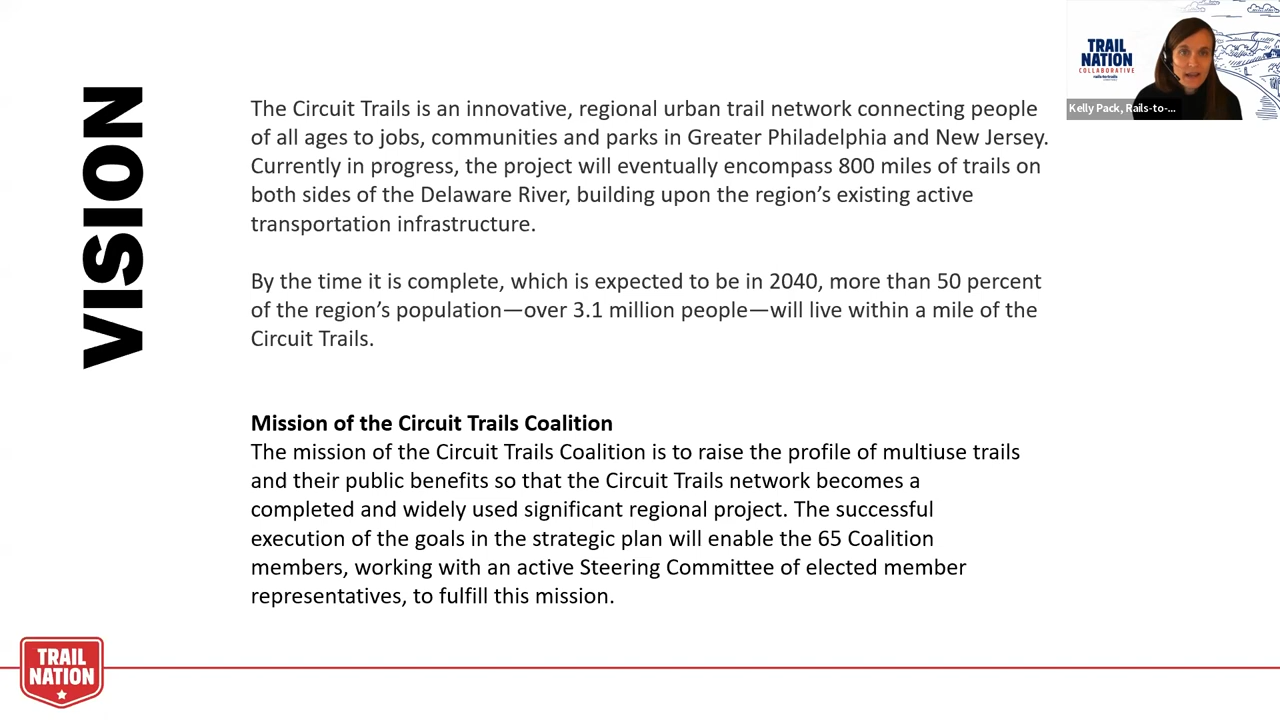 VISION
The Circuit Trails is an innovative, regional urban trail network connecting people
of all ages to jobs, communities and parks in Greater Philadelphia and New Jersey.
Currently in progress, the project will eventually encompass 800 miles of trails on
both sides of the Delaware River, building upon the region’s existing active
transportation infrastructure.
By the time it is complete, which is expected to be in 2040, more than 50 percent
of the region’s population—over 3.1 million people—will live within a mile of the
Circuit Trails.
Mission of the Circuit Trails Coalition
The mission of the Circuit Trails Coalition is to raise the profile of multiuse trails
and their public benefits so that the Circuit Trails network becomes a
completed and widely used significant regional project. The successful
execution of the goals in the strategic plan will enable the 65 Coalition
members, working with an active Steering Committee of elected member
representatives, to fulfill this mission.
TRAIL
NATION
COLLABORATIVE
Kelly Pack, Rails-to-...
TRAIL
NATION